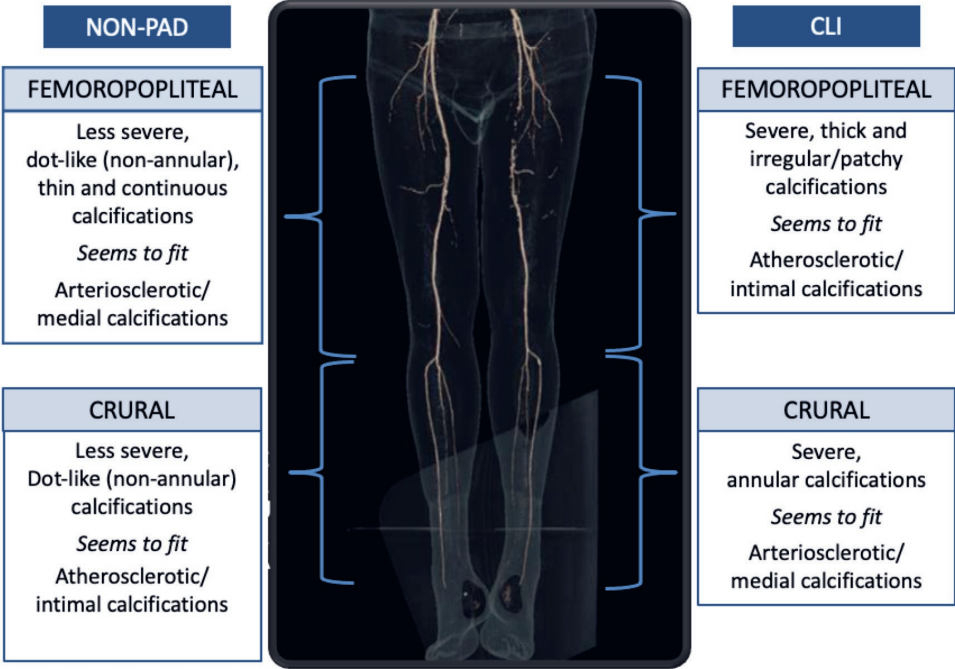 NON-PAD
FEMOROPOPLITEAL
Less severe,
dot-like (non-annular),
thin and continuous
calcifications
Seems to fit
Arteriosclerotic/
medial calcifications
CRURAL
Less severe,
Dot-like (non-annular)
calcifications
Seems to fit
Atherosclerotic/
intimal calcifications
CLI
FEMOROPOPLITEAL
Severe, thick and
irregular/patchy
calcifications
Seems to fit
Atherosclerotic/
intimal calcifications
CRURAL
Severe,
annular calcifications
Seems to fit
Arteriosclerotic/
medial calcifications